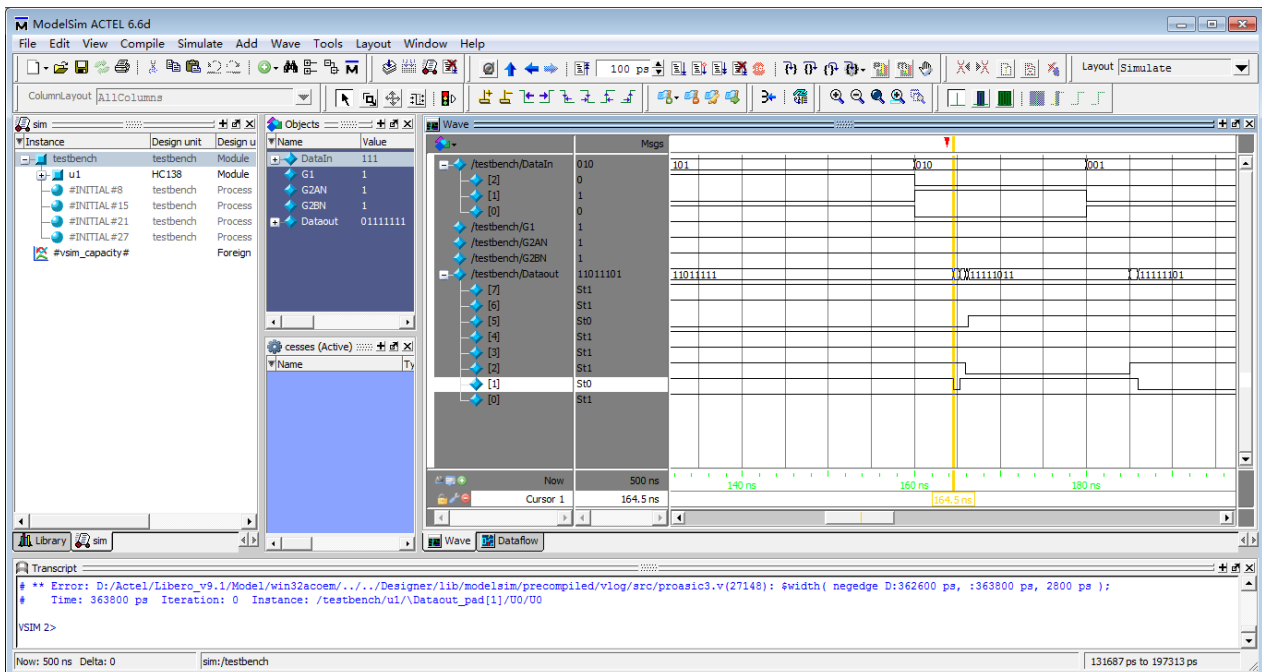 ModelSim ACTEL 6.6d
File Edit View Compile Simulate Add Wave Tools Layout Window Help
100 ps
Layout Simulate
ColumnLayout AllColumns
sim
Instance Design unit Design u
testbench testbench Module
u1 HC138 Module
#INITIAL#8 testbench Process
#INITIAL#15 testbench Process
#INITIAL#21 testbench Process
#INITIAL#27 testbench Process
#vsim_capacity# Foreign
Library sim
Objects
Name Value
DataIn 111
G1 1
G2AN 1
G2BN 1
Dataout 01111111
cesses (Active)
Name Ty
Wave
Msgs
/testbench/DataIn 010 101 010 001
[2] 0
[1] 1
[0] 0
/testbench/G1 1
/testbench/G2AN 1
/testbench/G2BN 1
/testbench/Dataout 11011101 11011111 11111011 11111101
[7] St1
[6] St1
[5] St0
[4] St1
[3] St1
[2] St1
[1] St0
[0] St1
Now 500 ns 140 ns 160 ns 180 ns
Cursor 1 164.5 ns 164.5 ns
Wave Dataflow
Transcript
# ** Error: D:/Actel/Libero_v9.1/Model/win32acoem/../../Designer/lib/modelsim/precompiled/vlog/src/proasic3.v(27148): $width( negedge D:362600 ps, :363800 ps, 2800 ps );
# Time: 363800 ps Iteration: 0 Instance: /testbench/u1/\Dataout_pad[1]/U0/U0
VSIM 2>
Now: 500 ns Delta: 0 sim:/testbench 131687 ps to 197313 ps